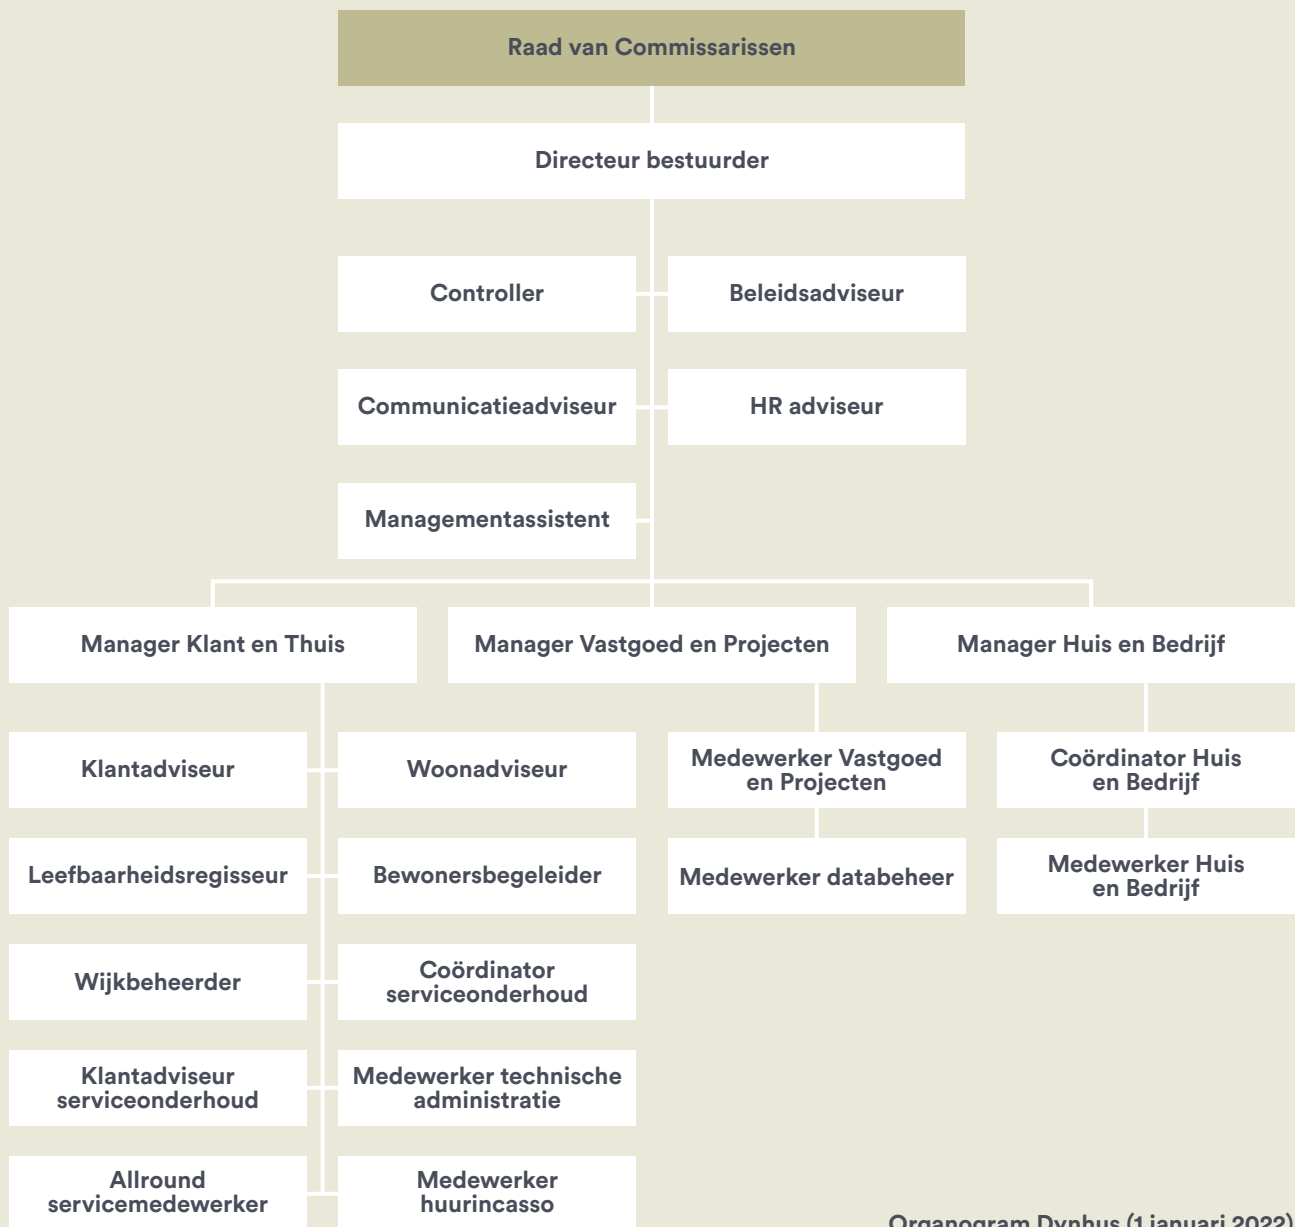 Raad van Commissarissen
Directeur bestuurder
Controller
Beleidsadviseur
Communicatieadviseur
HR adviseur
Managementassistent
Manager Klant en Thuis
Manager Vastgoed en Projecten
Manager Huis en Bedrijf
Klantadviseur
Woonadviseur
Medewerker Vastgoed
en Projecten
Coördinator Huis
en Bedrijf
Leefbaarheidsregisseur
Bewonersbegeleider
Medewerker databeheer
Medewerker Huis
en Bedrijf
Wijkbeheerder
Coördinator
serviceonderhoud
Klantadviseur
serviceonderhoud
Medewerker technische
administratie
Allround
servicemedewerker
Medewerker
huurincasso
Organogram Dynhus (1 januari 2022)